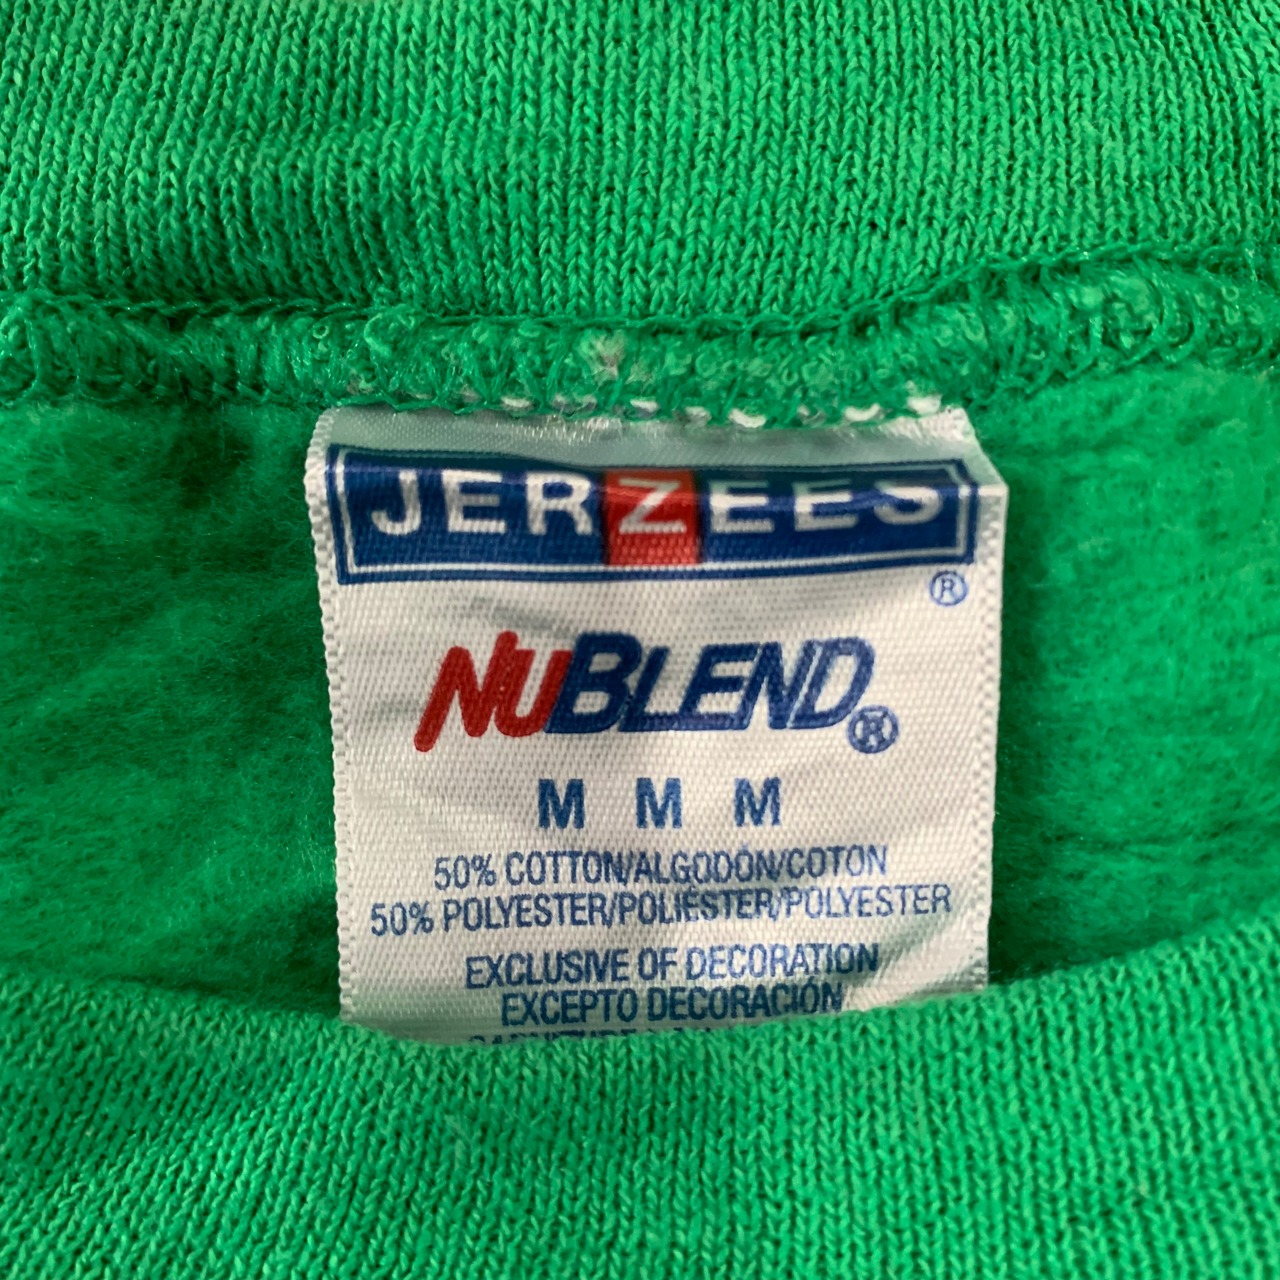 JERZEES
®
NUBLEND®
M M M
50% COTTON/ALGODÓN/COTON
50% POLYESTER/POLIÉSTER/POLYESTER
EXCLUSIVE OF DECORATION
EXCEPTO DECORACIÓN